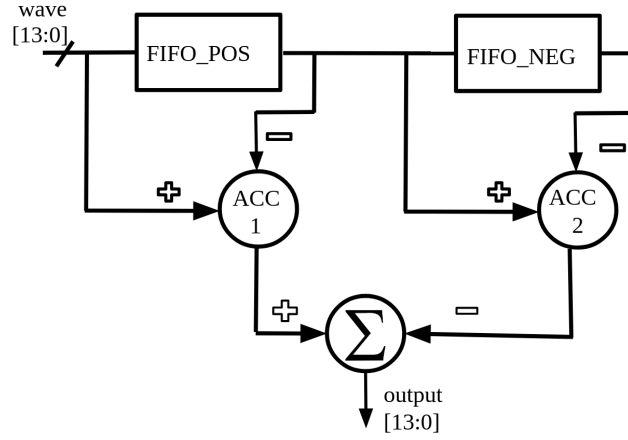 wave
[13:0]
FIFO_POS
FIFO_NEG
−
−
+
ACC
1
+
ACC
2
+
−
Σ
output
[13:0]